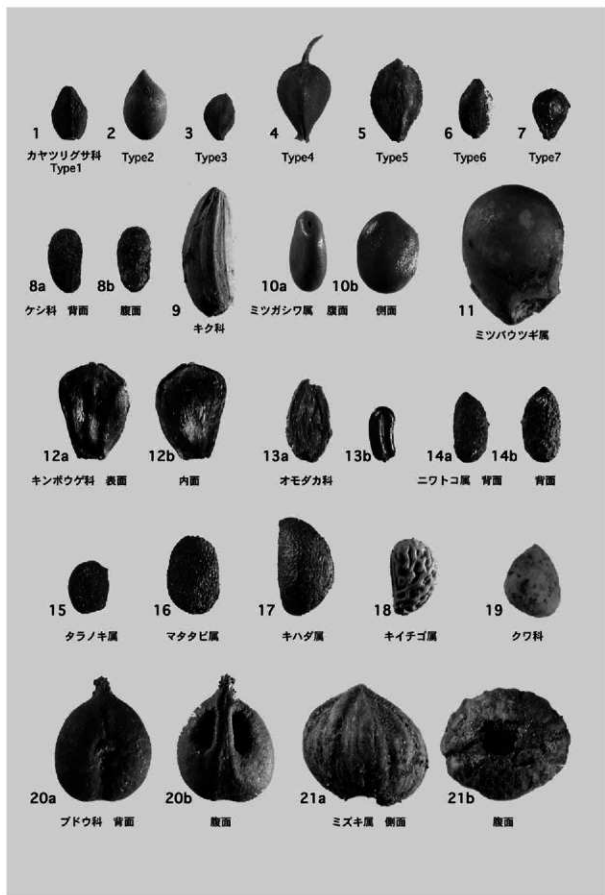 1 2 3 4 5 6 7
カヤツリグサ科 Type2 Type3 Type4 Type5 Type6 Type7
Type1
8a 8b 9 10a 10b 11
ケシ科 背面 腹面 キク科 ミツガシワ属 腹面 側面 ミツバウツギ属
12a 12b 13a 13b 14a 14b
キンポウゲ科 表面 内面 オモダカ科 ニワトコ属 背面 背面
15 16 17 18 19
タラノキ属 マタタビ属 キハダ属 キイチゴ属 クワ科
20a 20b 21a 21b
ブドウ科 背面 腹面 ミズキ属 側面 腹面